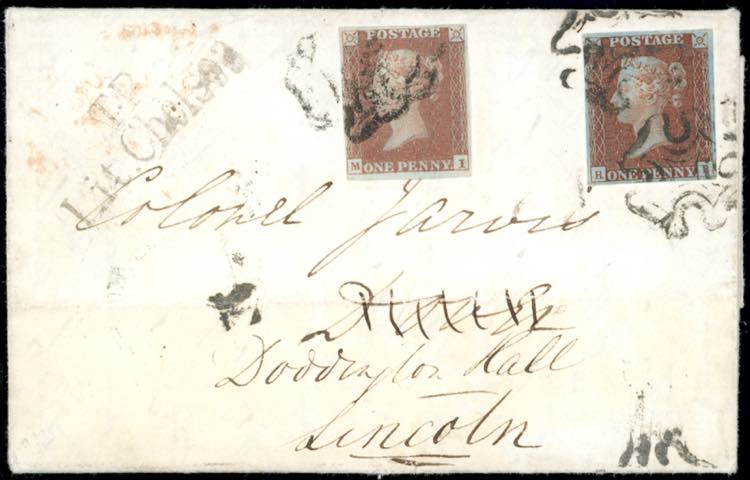 T.P
Lit. Chelsea
POSTAGE
M I
ONE PENNY
POSTAGE
ONE PENNY
Colonel Jarvis
Doddington Hall
Lincoln